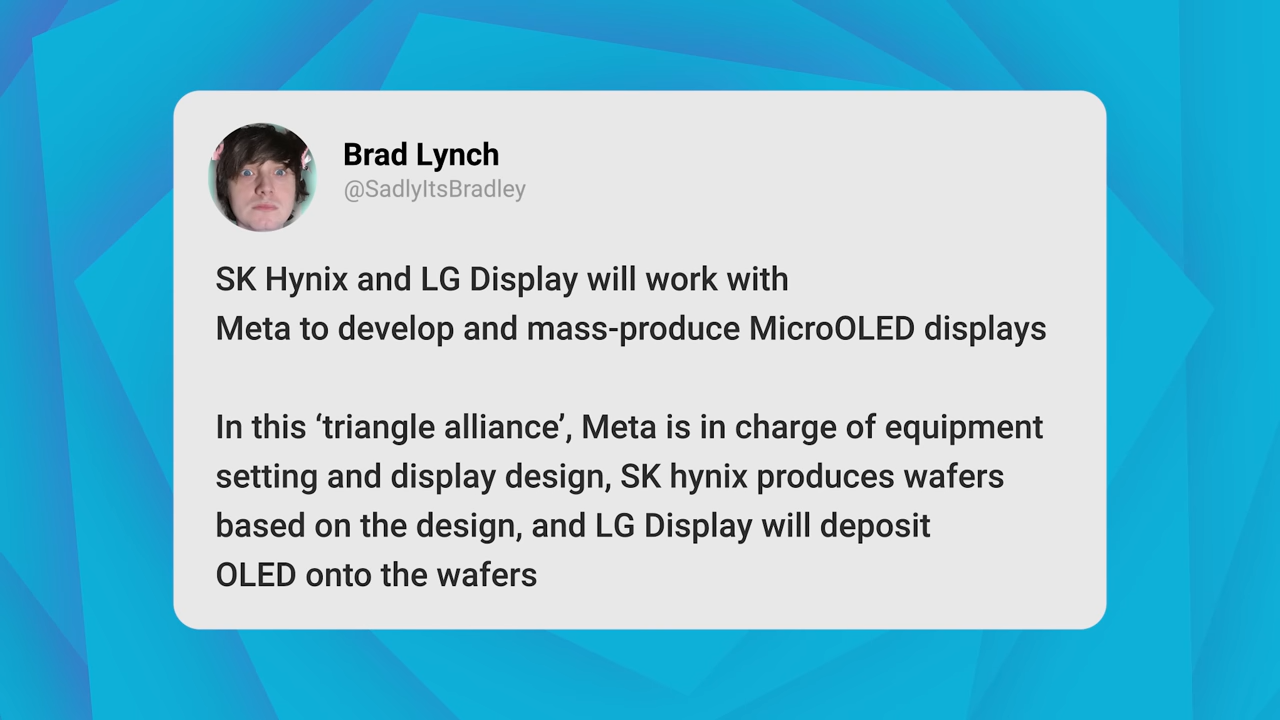 Brad Lynch
@SadlyItsBradley
SK Hynix and LG Display will work with
Meta to develop and mass-produce MicroOLED displays
In this ‘triangle alliance’, Meta is in charge of equipment
setting and display design, SK hynix produces wafers
based on the design, and LG Display will deposit
OLED onto the wafers